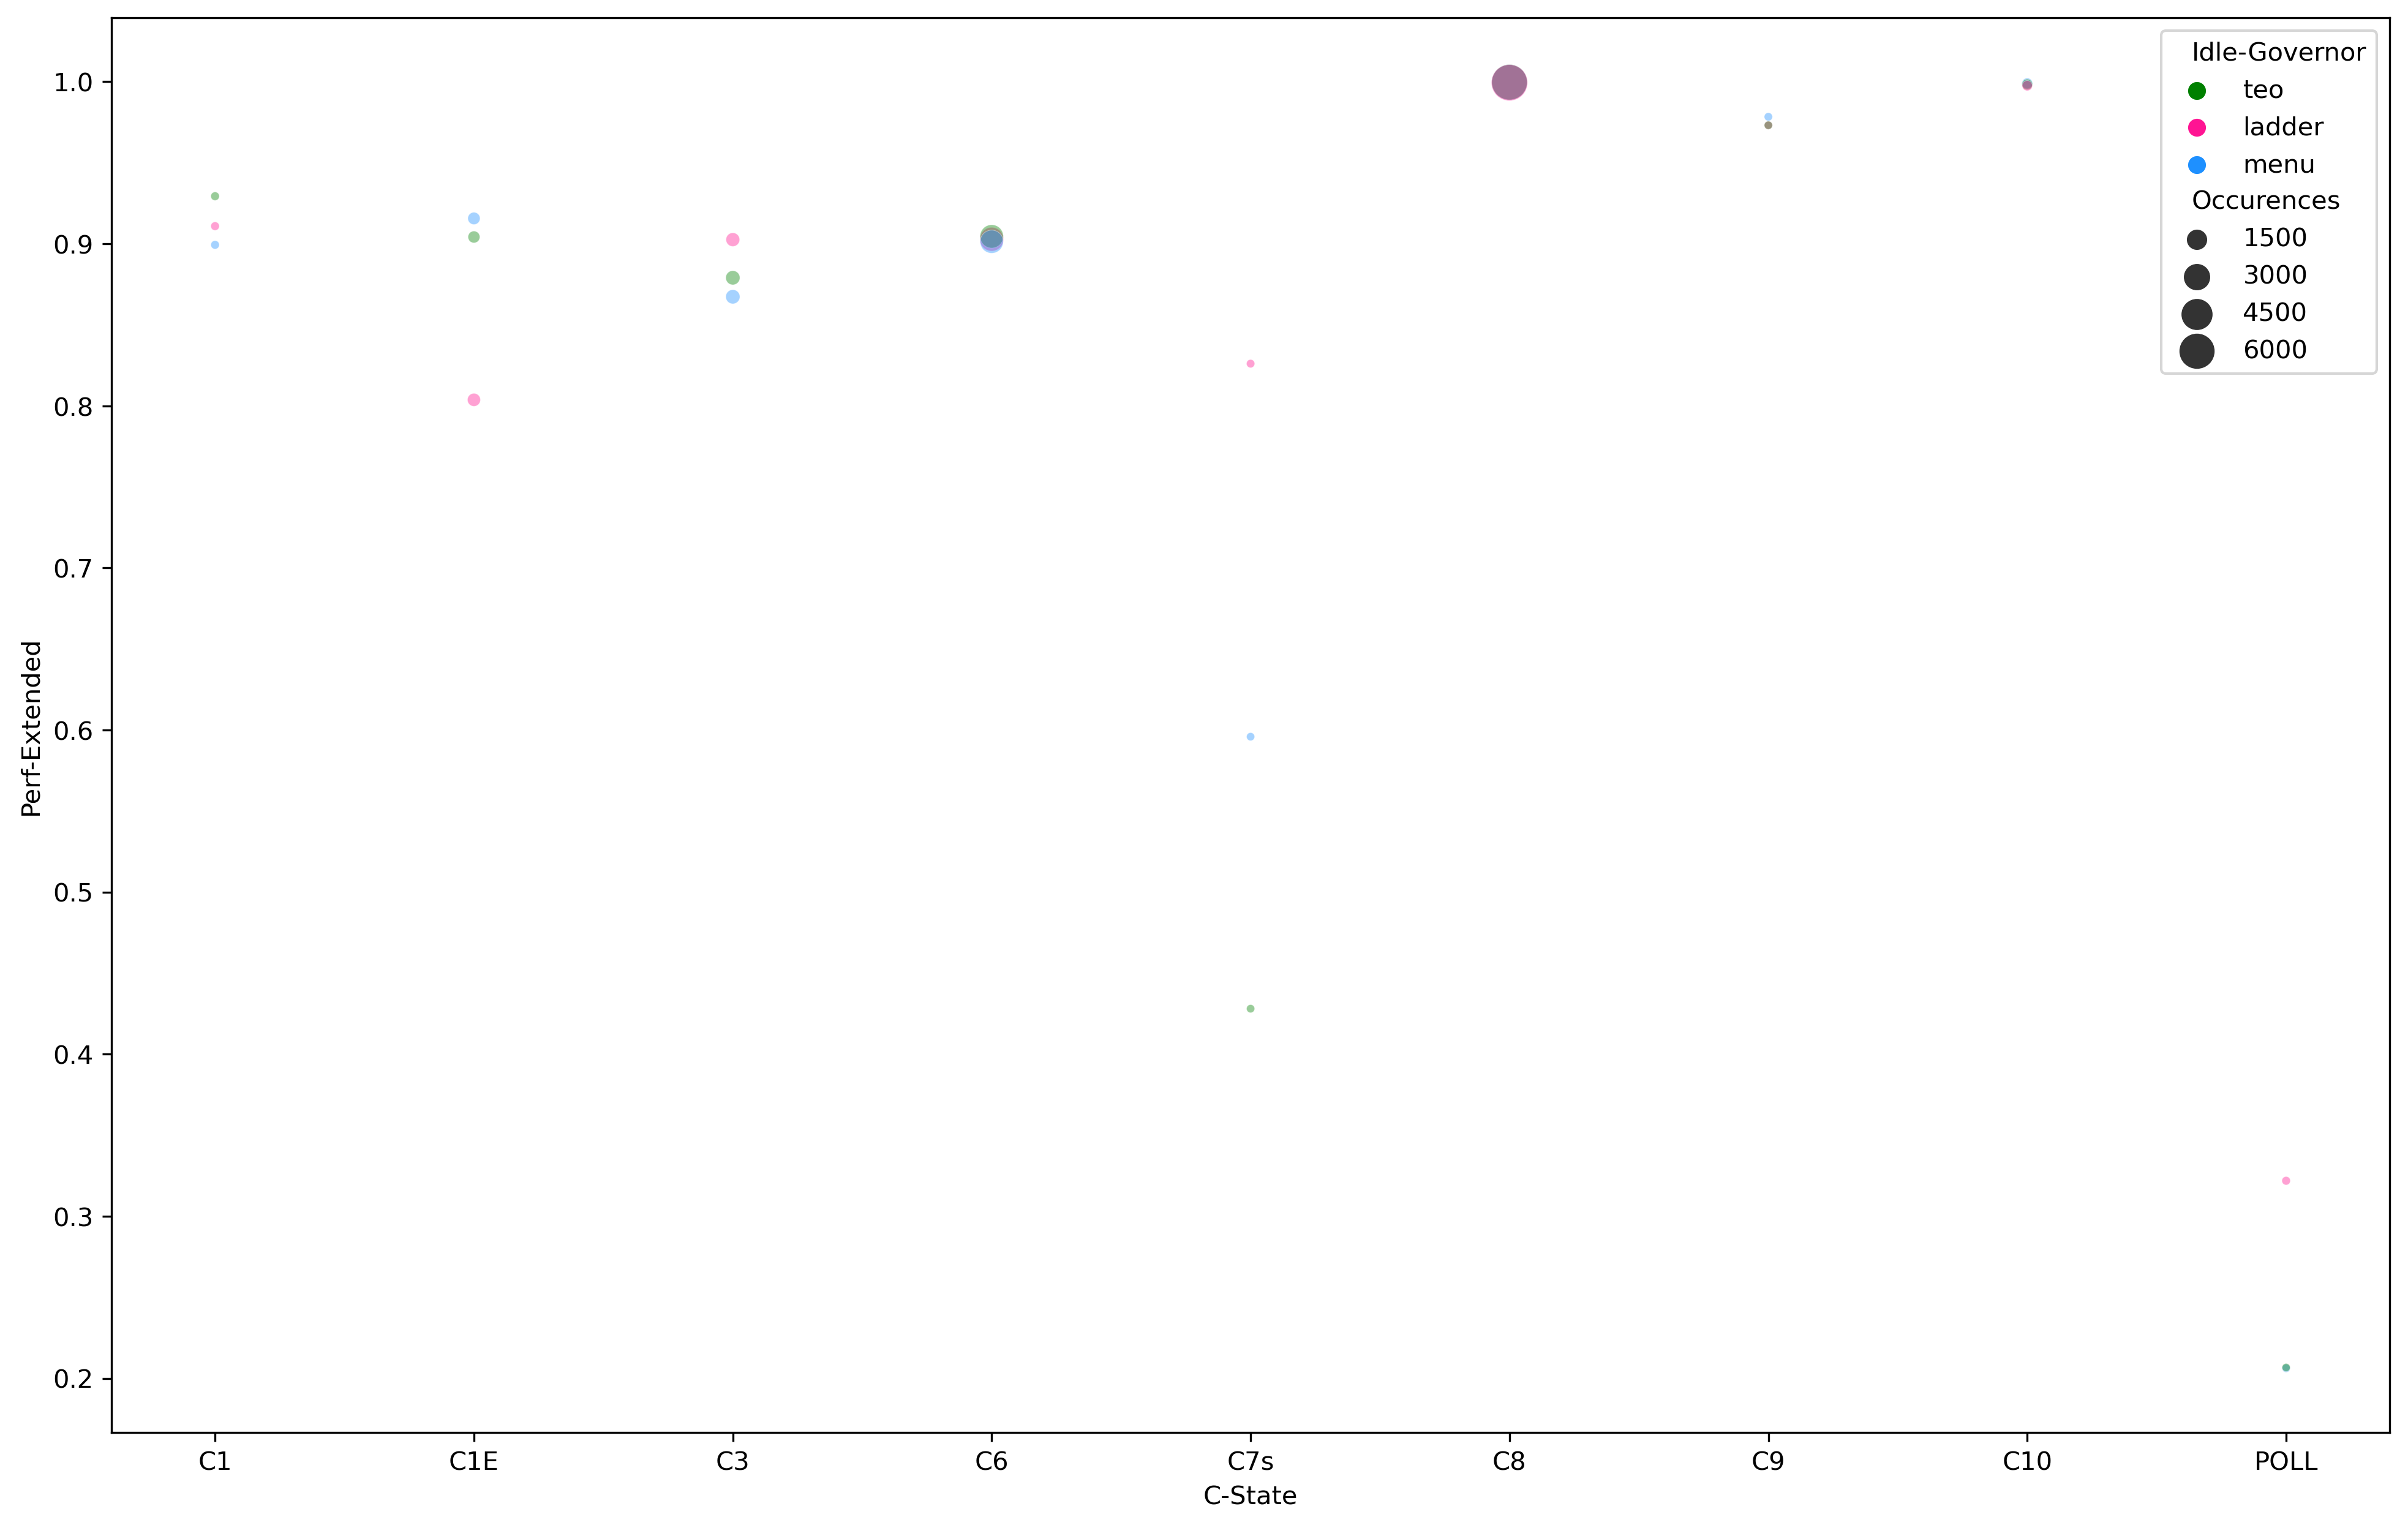 Idle-Governor
teo
ladder
menu
Occurences
1500
3000
4500
6000
Perf-Extended
1.0
0.9
0.8
0.7
0.6
0.5
0.4
0.3
0.2
C1 C1E C3 C6 C7s C8 C9 C10 POLL
C-State